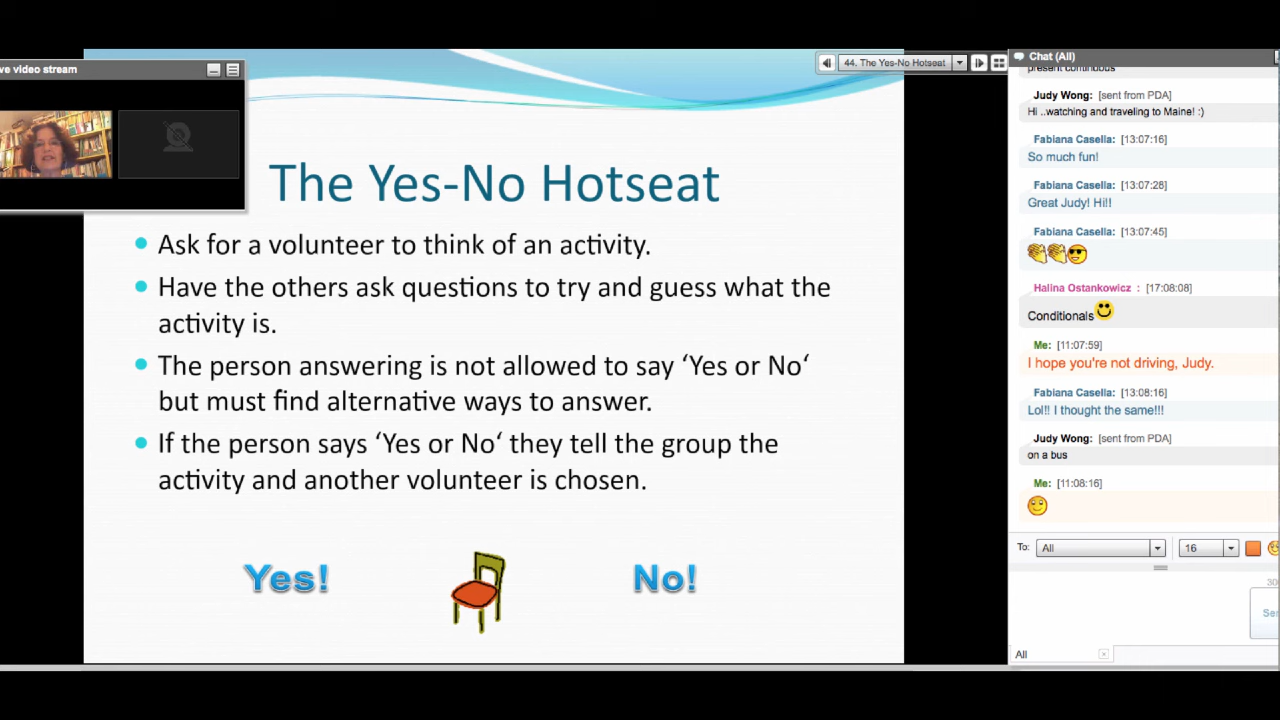 ve video stream
44. The Yes-No Hotseat
The Yes-No Hotseat
Ask for a volunteer to think of an activity.
Have the others ask questions to try and guess what the
activity is.
The person answering is not allowed to say ‘Yes or No‘
but must find alternative ways to answer.
If the person says ‘Yes or No‘ they tell the group the
activity and another volunteer is chosen.
Yes!
No!
Chat (All)
present continuous
Judy Wong: [sent from PDA]
Hi ..watching and traveling to Maine! :)
Fabiana Casella: [13:07:16]
So much fun!
Fabiana Casella: [13:07:28]
Great Judy! Hi!!
Fabiana Casella: [13:07:45]
Halina Ostankowicz : [17:08:08]
Conditionals
Me: [11:07:59]
I hope you're not driving, Judy.
Fabiana Casella: [13:08:16]
Lol!! I thought the same!!!
Judy Wong: [sent from PDA]
on a bus
Me: [11:08:16]
To: All 16
30
Se
All